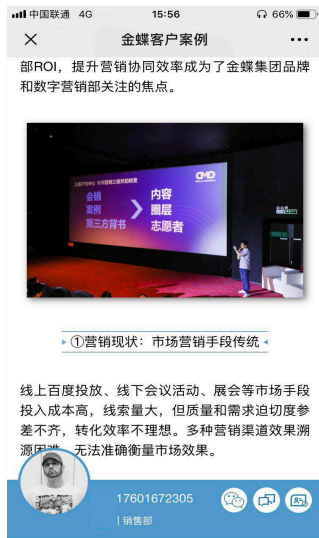 中国联通 4G 15:56 66%
金蝶客户案例
部ROI，提升营销协同效率成为了金蝶集团品牌
和数字营销部关注的焦点。
CMO
会销
案例
第三方背书
内容
圈层
志愿者
①营销现状：市场营销手段传统
线上百度投放、线下会议活动、展会等市场手段
投入成本高，线索量大，但质量和需求迫切度参
差不齐，转化效率不理想。多种营销渠道效果溯
源困难，无法准确衡量市场效果。
17601672305
| 销售部